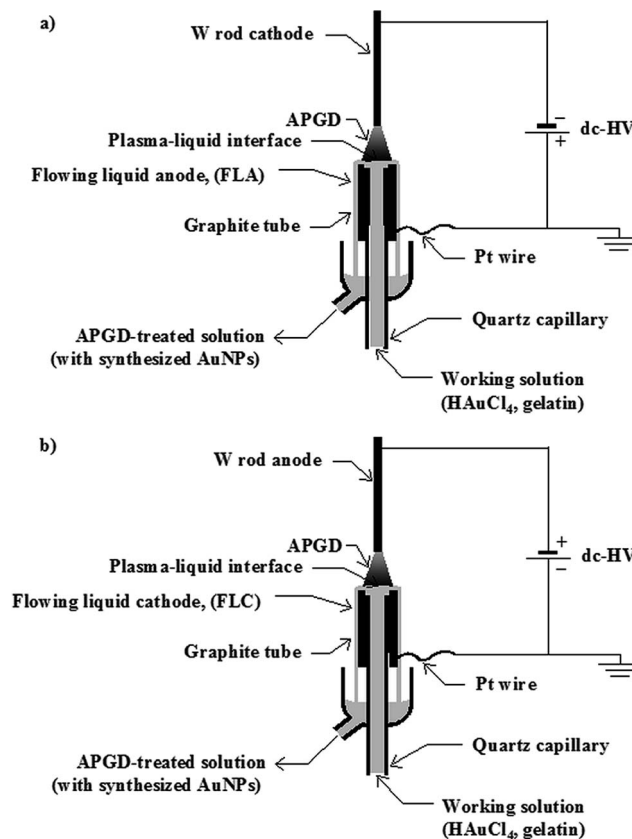 a)
W rod cathode
APGD
Plasma-liquid interface
Flowing liquid anode, (FLA)
Graphite tube
−
+
dc-HV
Pt wire
APGD-treated solution
(with synthesized AuNPs)
Quartz capillary
Working solution
(HAuCl₄, gelatin)
b)
W rod anode
APGD
Plasma-liquid interface
Flowing liquid cathode, (FLC)
Graphite tube
+
−
dc-HV
Pt wire
APGD-treated solution
(with synthesized AuNPs)
Quartz capillary
Working solution
(HAuCl₄, gelatin)